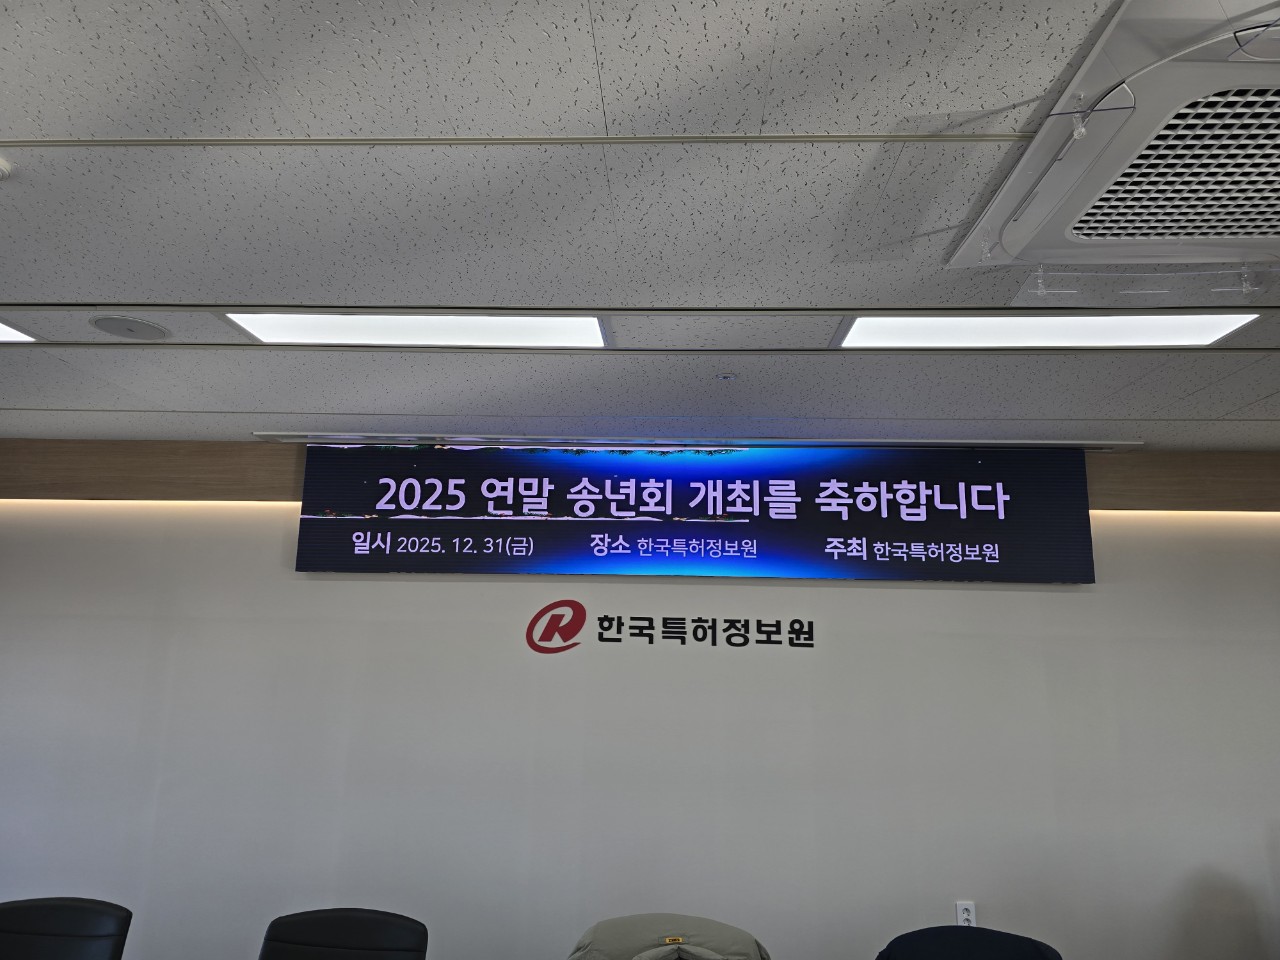 2025 연말 송년회 개최를 축하합니다
일시 2025. 12. 31(금) 장소 한국특허정보원 주최 한국특허정보원
한국특허정보원